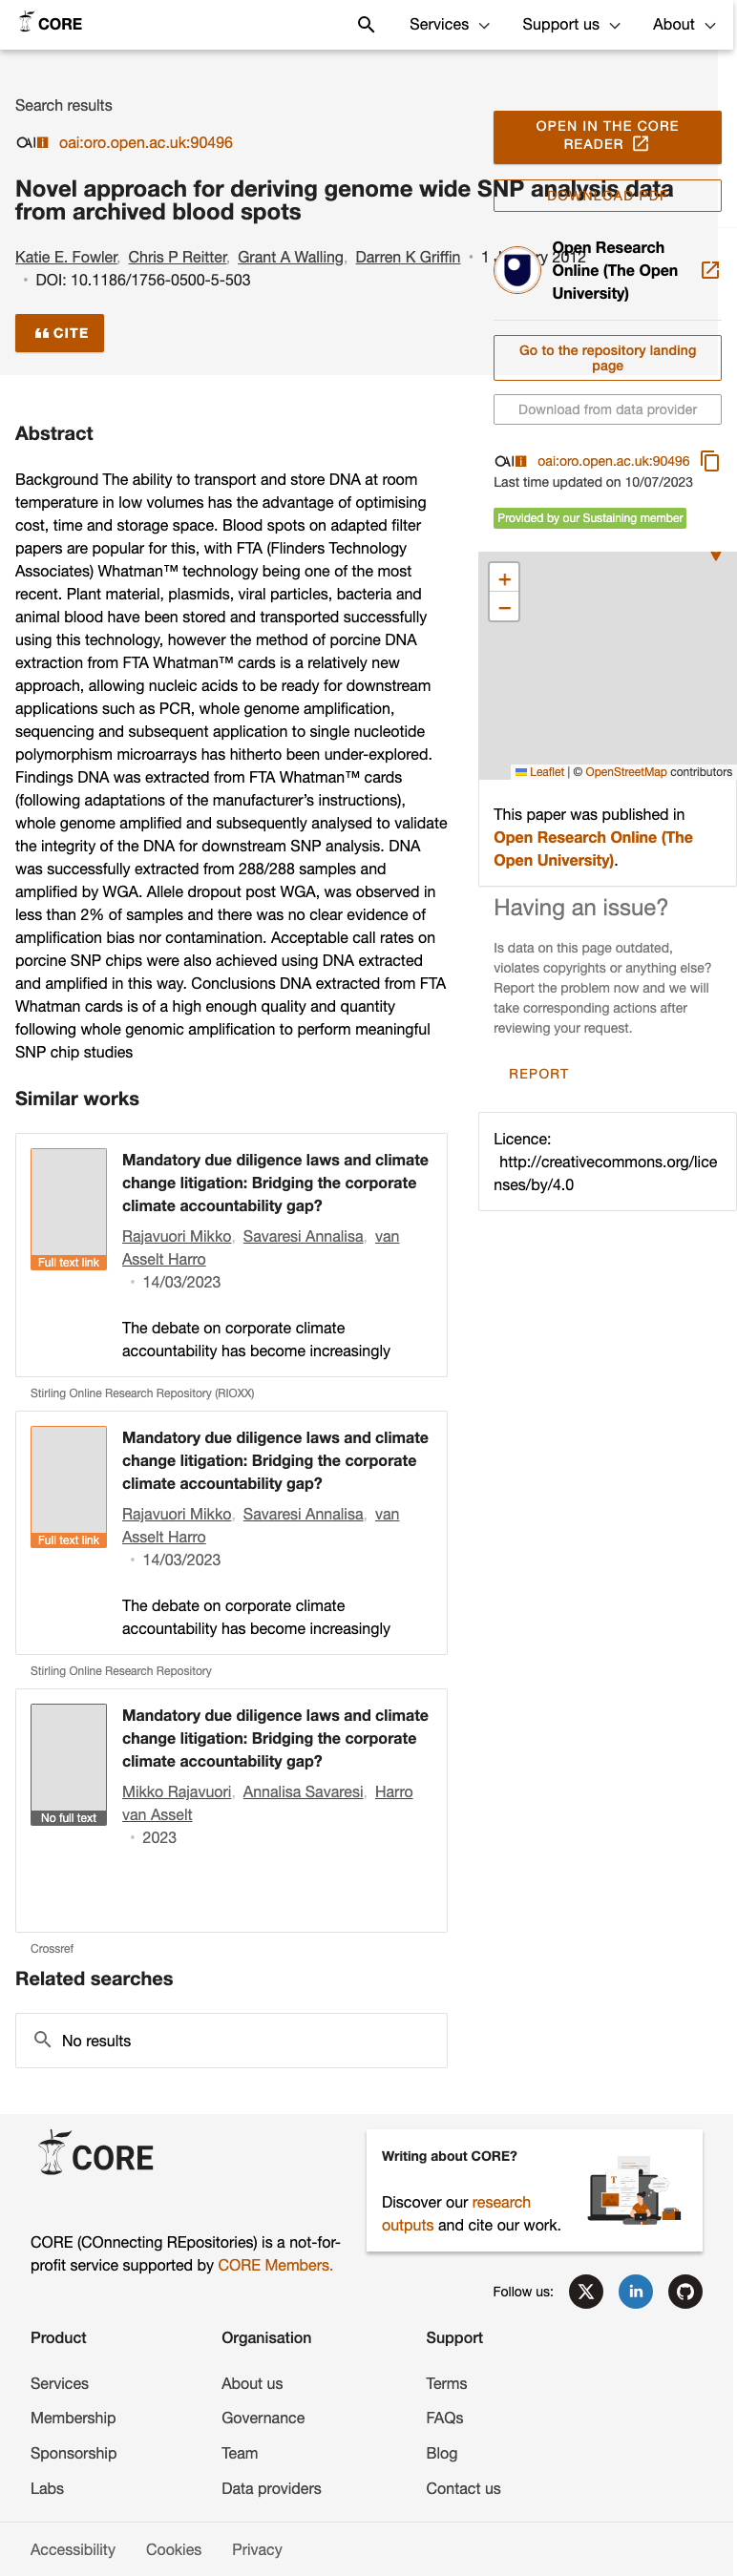 CORE
Services
Support us
About
Search results
OAI oai:oro.open.ac.uk:90496
Novel approach for deriving genome wide SNP analysis data
from archived blood spots
Katie E. Fowler, Chris P Reitter, Grant A Walling, Darren K Griffin • 1 January 2012
• DOI: 10.1186/1756-0500-5-503
CITE
OPEN IN THE CORE
READER
DOWNLOAD PDF
Open Research
Online (The Open
University)
Go to the repository landing
page
Download from data provider
OAI oai:oro.open.ac.uk:90496
Last time updated on 10/07/2023
Provided by our Sustaining member
+
−
Leaflet | © OpenStreetMap contributors
This paper was published in
Open Research Online (The
Open University).
Having an issue?
Is data on this page outdated,
violates copyrights or anything else?
Report the problem now and we will
take corresponding actions after
reviewing your request.
REPORT
Licence:
http://creativecommons.org/lice
nses/by/4.0
Abstract
Background The ability to transport and store DNA at room
temperature in low volumes has the advantage of optimising
cost, time and storage space. Blood spots on adapted filter
papers are popular for this, with FTA (Flinders Technology
Associates) Whatman™ technology being one of the most
recent. Plant material, plasmids, viral particles, bacteria and
animal blood have been stored and transported successfully
using this technology, however the method of porcine DNA
extraction from FTA Whatman™ cards is a relatively new
approach, allowing nucleic acids to be ready for downstream
applications such as PCR, whole genome amplification,
sequencing and subsequent application to single nucleotide
polymorphism microarrays has hitherto been under-explored.
Findings DNA was extracted from FTA Whatman™ cards
(following adaptations of the manufacturer's instructions),
whole genome amplified and subsequently analysed to validate
the integrity of the DNA for downstream SNP analysis. DNA
was successfully extracted from 288/288 samples and
amplified by WGA. Allele dropout post WGA, was observed in
less than 2% of samples and there was no clear evidence of
amplification bias nor contamination. Acceptable call rates on
porcine SNP chips were also achieved using DNA extracted
and amplified in this way. Conclusions DNA extracted from FTA
Whatman cards is of a high enough quality and quantity
following whole genomic amplification to perform meaningful
SNP chip studies
Similar works
Full text link
Mandatory due diligence laws and climate
change litigation: Bridging the corporate
climate accountability gap?
Rajavuori Mikko, Savaresi Annalisa, van
Asselt Harro
• 14/03/2023
The debate on corporate climate
accountability has become increasingly
Stirling Online Research Repository (RIOXX)
Full text link
Mandatory due diligence laws and climate
change litigation: Bridging the corporate
climate accountability gap?
Rajavuori Mikko, Savaresi Annalisa, van
Asselt Harro
• 14/03/2023
The debate on corporate climate
accountability has become increasingly
Stirling Online Research Repository
No full text
Mandatory due diligence laws and climate
change litigation: Bridging the corporate
climate accountability gap?
Mikko Rajavuori, Annalisa Savaresi, Harro
van Asselt
• 2023
Crossref
Related searches
No results
CORE
CORE (COnnecting REpositories) is a not-for-
profit service supported by CORE Members.
Writing about CORE?
Discover our research
outputs and cite our work.
Follow us:
Product
Services
Membership
Sponsorship
Labs
Organisation
About us
Governance
Team
Data providers
Support
Terms
FAQs
Blog
Contact us
Accessibility
Cookies
Privacy